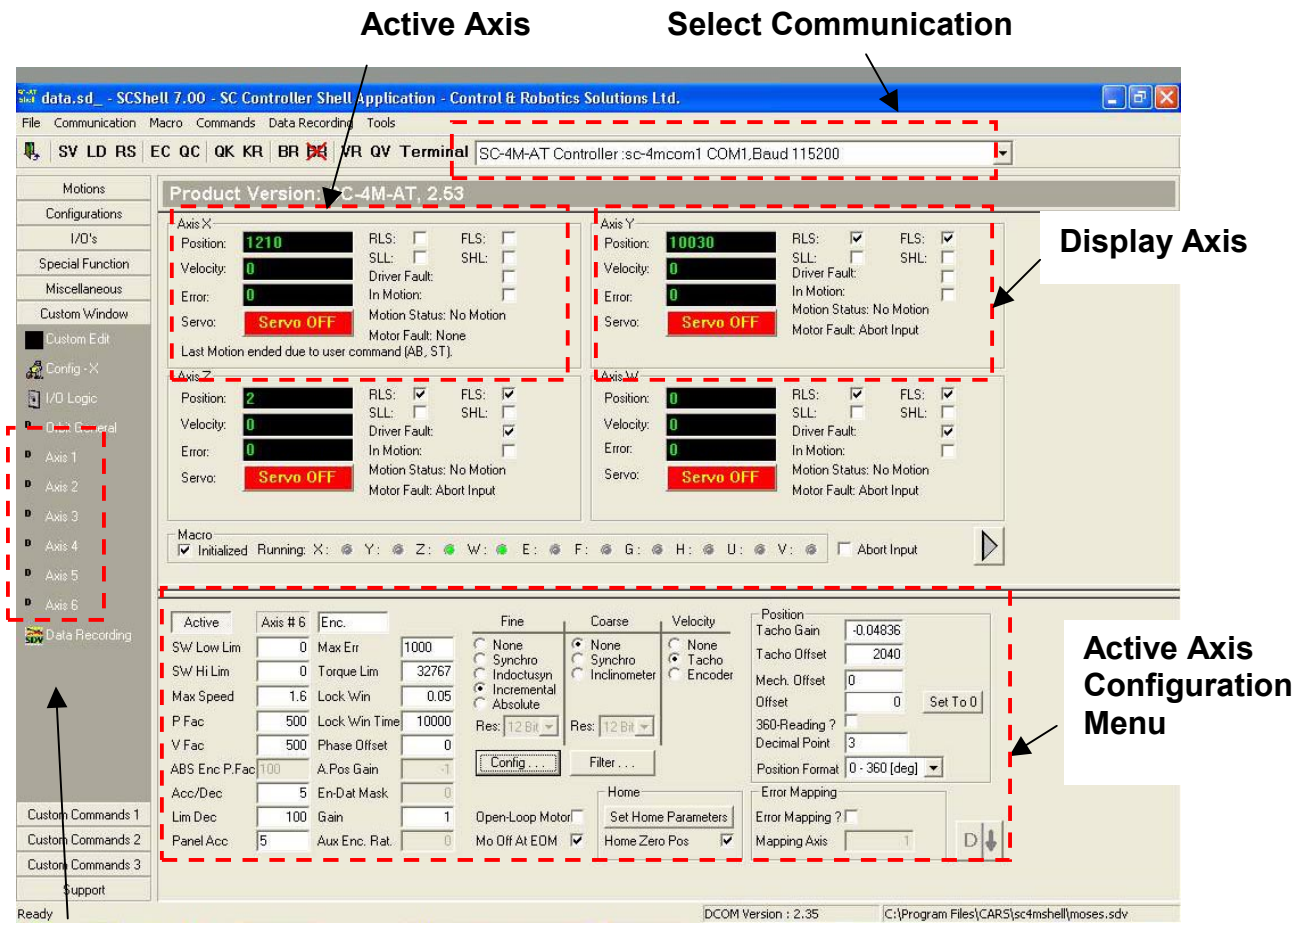 Active Axis
Select Communication
data.sd_ - SCShell 7.00 - SC Controller Shell Application - Control & Robotics Solutions Ltd.
File Communication Macro Commands Data Recording Tools
SV LD RS EC QC QK KR BR VR QV Terminal SC-4M-AT Controller :sc-4mcom1 COM1,Baud 115200
Motions
Configurations
I/O's
Special Function
Miscellaneous
Custom Window
Custom Edit
Config - X
I/O Logic
Orbit General
D Axis 1
D Axis 2
D Axis 3
D Axis 4
D Axis 5
D Axis 6
SDV Data Recording
Custom Commands 1
Custom Commands 2
Custom Commands 3
Support
Product Version: SC-4M-AT, 2.53
Axis X
Position: 1210 RLS: FLS:
Velocity: 0 SLL: SHL:
Driver Fault:
Error: 0 In Motion:
Servo: Servo OFF Motion Status: No Motion
Motor Fault: None
Last Motion ended due to user command (AB, ST).
Axis Y
Position: 10030 RLS: FLS:
Velocity: 0 SLL: SHL:
Driver Fault:
Error: 0 In Motion:
Servo: Servo OFF Motion Status: No Motion
Motor Fault: Abort Input
Display Axis
Axis Z
Position: 2 RLS: FLS:
Velocity: 0 SLL: SHL:
Driver Fault:
Error: 0 In Motion:
Servo: Servo OFF Motion Status: No Motion
Motor Fault: Abort Input
Axis W
Position: 0 RLS: FLS:
Velocity: 0 SLL: SHL:
Driver Fault:
Error: 0 In Motion:
Servo: Servo OFF Motion Status: No Motion
Motor Fault: Abort Input
Macro
Initialized Running: X: Y: Z: W: E: F: G: H: U: V: Abort Input
Active Axis # 6 Enc.
SW Low Lim 0 Max Err 1000
SW Hi Lim 0 Torque Lim 32767
Max Speed 1.6 Lock Win 0.05
P Fac 500 Lock Win Time 10000
V Fac 500 Phase Offset 0
ABS Enc P.Fac 100 A.Pos Gain -1
Acc/Dec 5 En-Dat Mask 0
Lim Dec 100 Gain 1
Panel Acc 5 Aux Enc. Rat. 0
Fine Coarse Velocity
None None None
Synchro Synchro Tacho
Indoctusyn Inclinometer Encoder
Incremental
Absolute
Res: 12 Bit Res: 12 Bit
Config . . . Filter . . .
Home
Open-Loop Motor Set Home Parameters
Mo Off At EOM Home Zero Pos
Position
Tacho Gain -0.04836
Tacho Offset 2040
Mech. Offset 0
Offset 0 Set To 0
360-Reading ?
Decimal Point 3
Position Format 0 - 360 [deg]
Error Mapping
Error Mapping ?
Mapping Axis 1
D
Active Axis
Configuration
Menu
Ready DCOM Version : 2.35 C:\Program Files\CARS\sc4mshell\moses.sdv